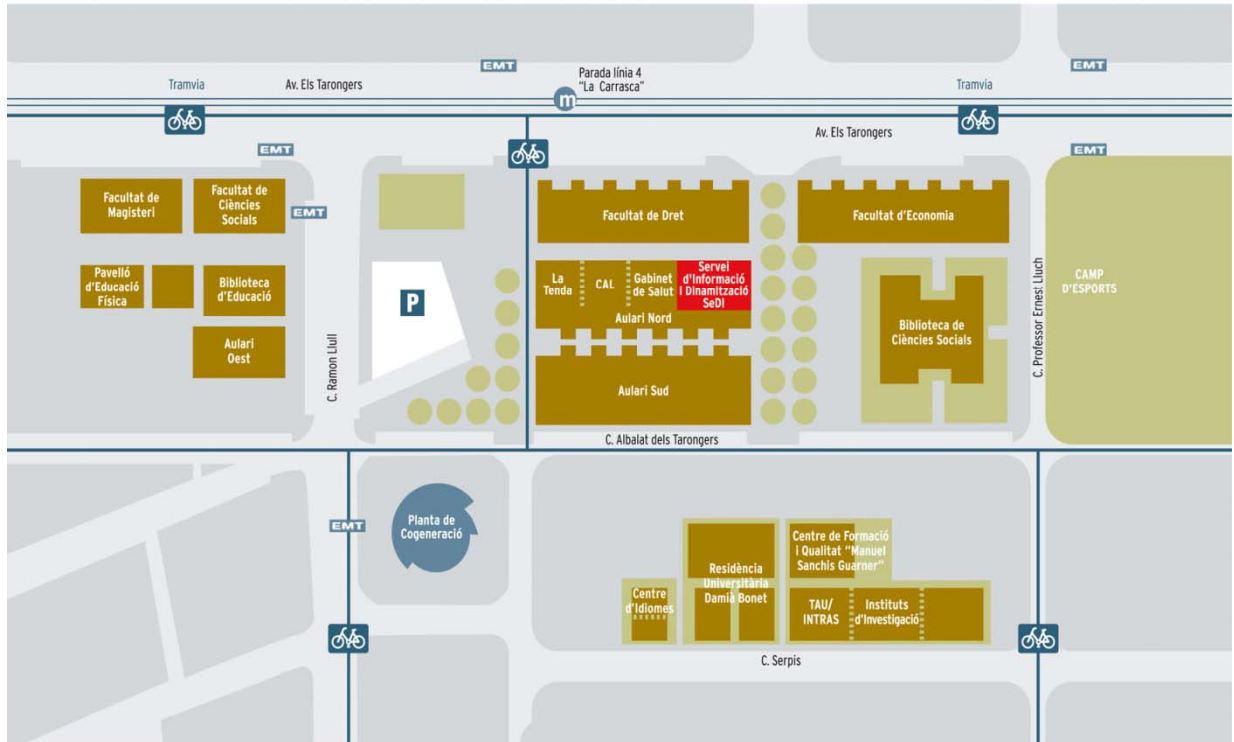 EMT
Parada línia 4
"La Carrasca"
EMT
Tramvia
Av. Els Tarongers
Tramvia
m
Av. Els Tarongers
EMT
EMT
Facultat de
Magisteri
Facultat de
Ciències
Socials
EMT
Facultat de Dret
Facultat d'Economia
Pavelló
d'Educació
Física
Biblioteca
d'Educació
P
La
Tenda
CAL
Gabinet
de Salut
Servei
d'Informació
i Dinamització
SeDI
Aulari Nord
CAMP
D'ESPORTS
Biblioteca de
Ciències Socials
C. Professor Ernest Lluch
Aulari
Oest
C. Ramon Llull
Aulari Sud
C. Albalat dels Tarongers
EMT
Planta de
Cogeneració
Centre de Formació
i Qualitat "Manuel
Sanchis Guarner"
Residència
Universitària
Damià Bonet
Centre
d'Idiomes
TAU/
INTRAS
Instituts
d'Investigació
C. Serpis